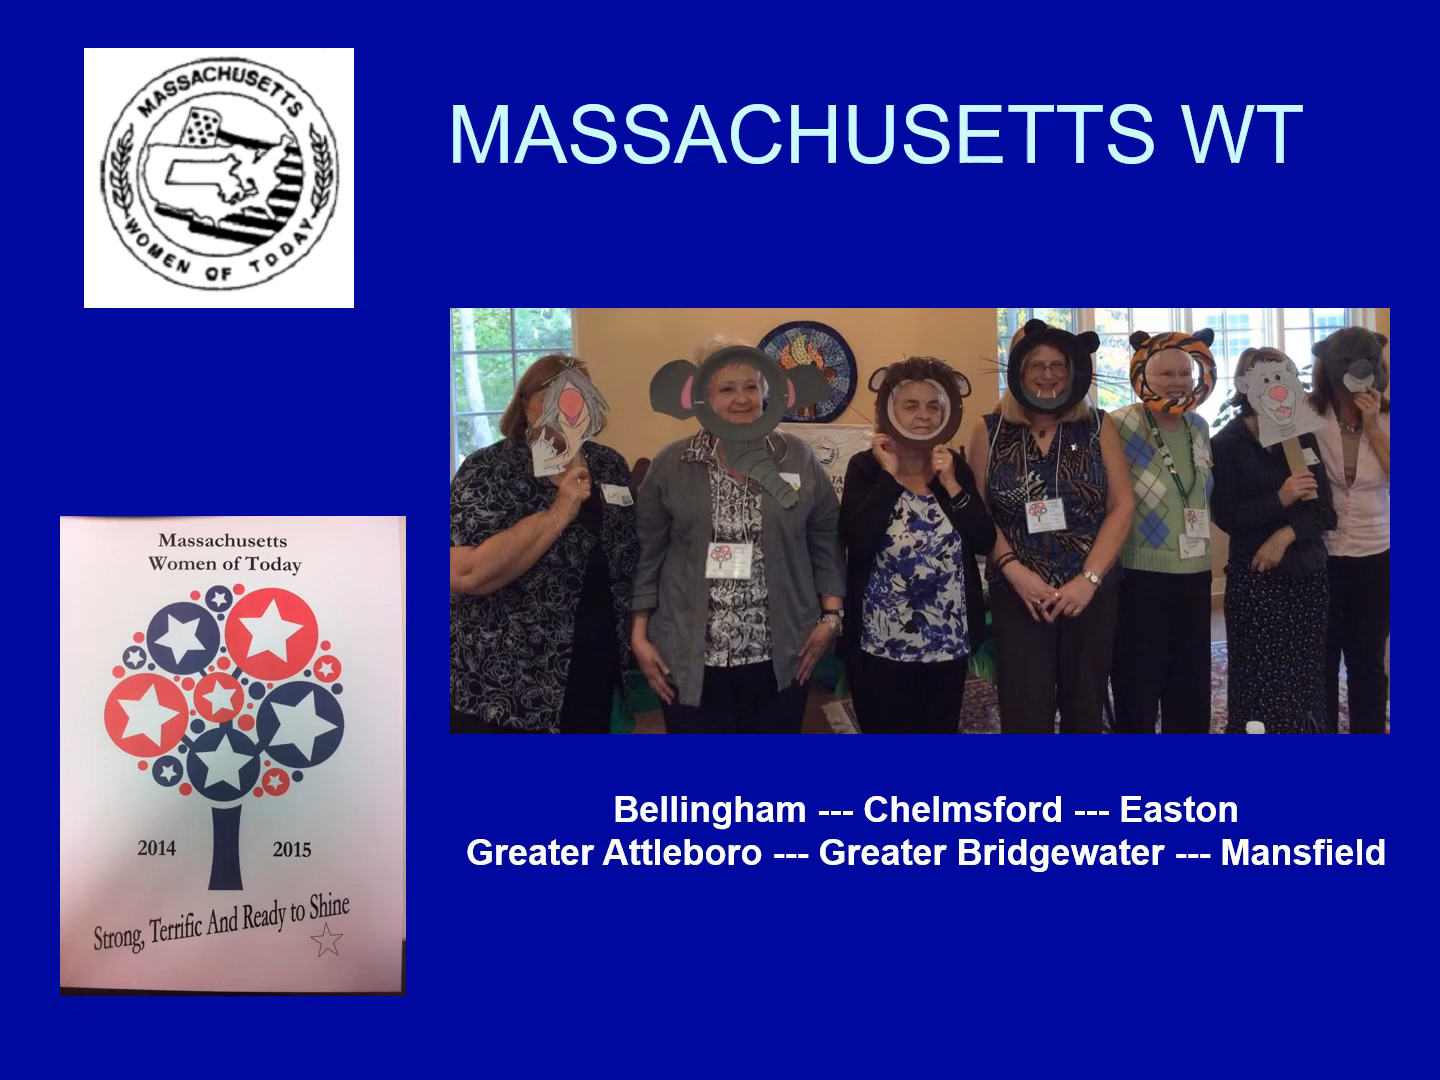 MASSACHUSETTS
WOMEN OF TODAY
MASSACHUSETTS WT
Massachusetts
Women of Today
2014 2015
Strong, Terrific And Ready to Shine
Bellingham --- Chelmsford --- Easton
Greater Attleboro --- Greater Bridgewater --- Mansfield